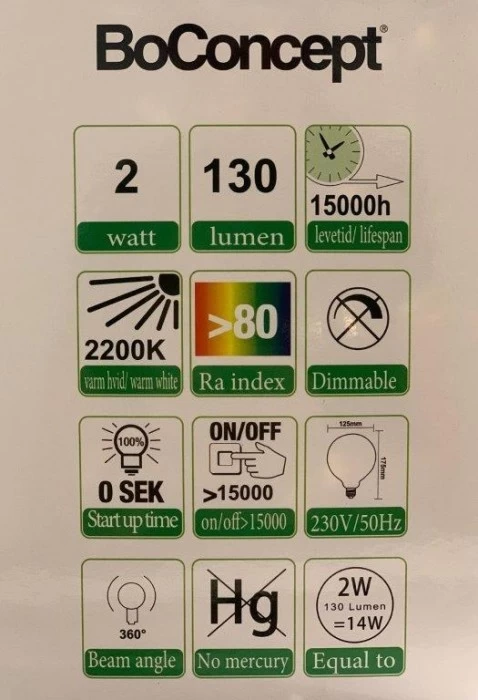 BoConcept®
2
watt
130
lumen
15000h
levetid/ lifespan
2200K
varm hvid/ warm white
>80
Ra index
Dimmable
100%
0 SEK
Start up time
ON/OFF
>15000
on/off>15000
125mm
175mm
230V/50Hz
360°
Beam angle
Hg
No mercury
2W
130 Lumen
=14W
Equal to